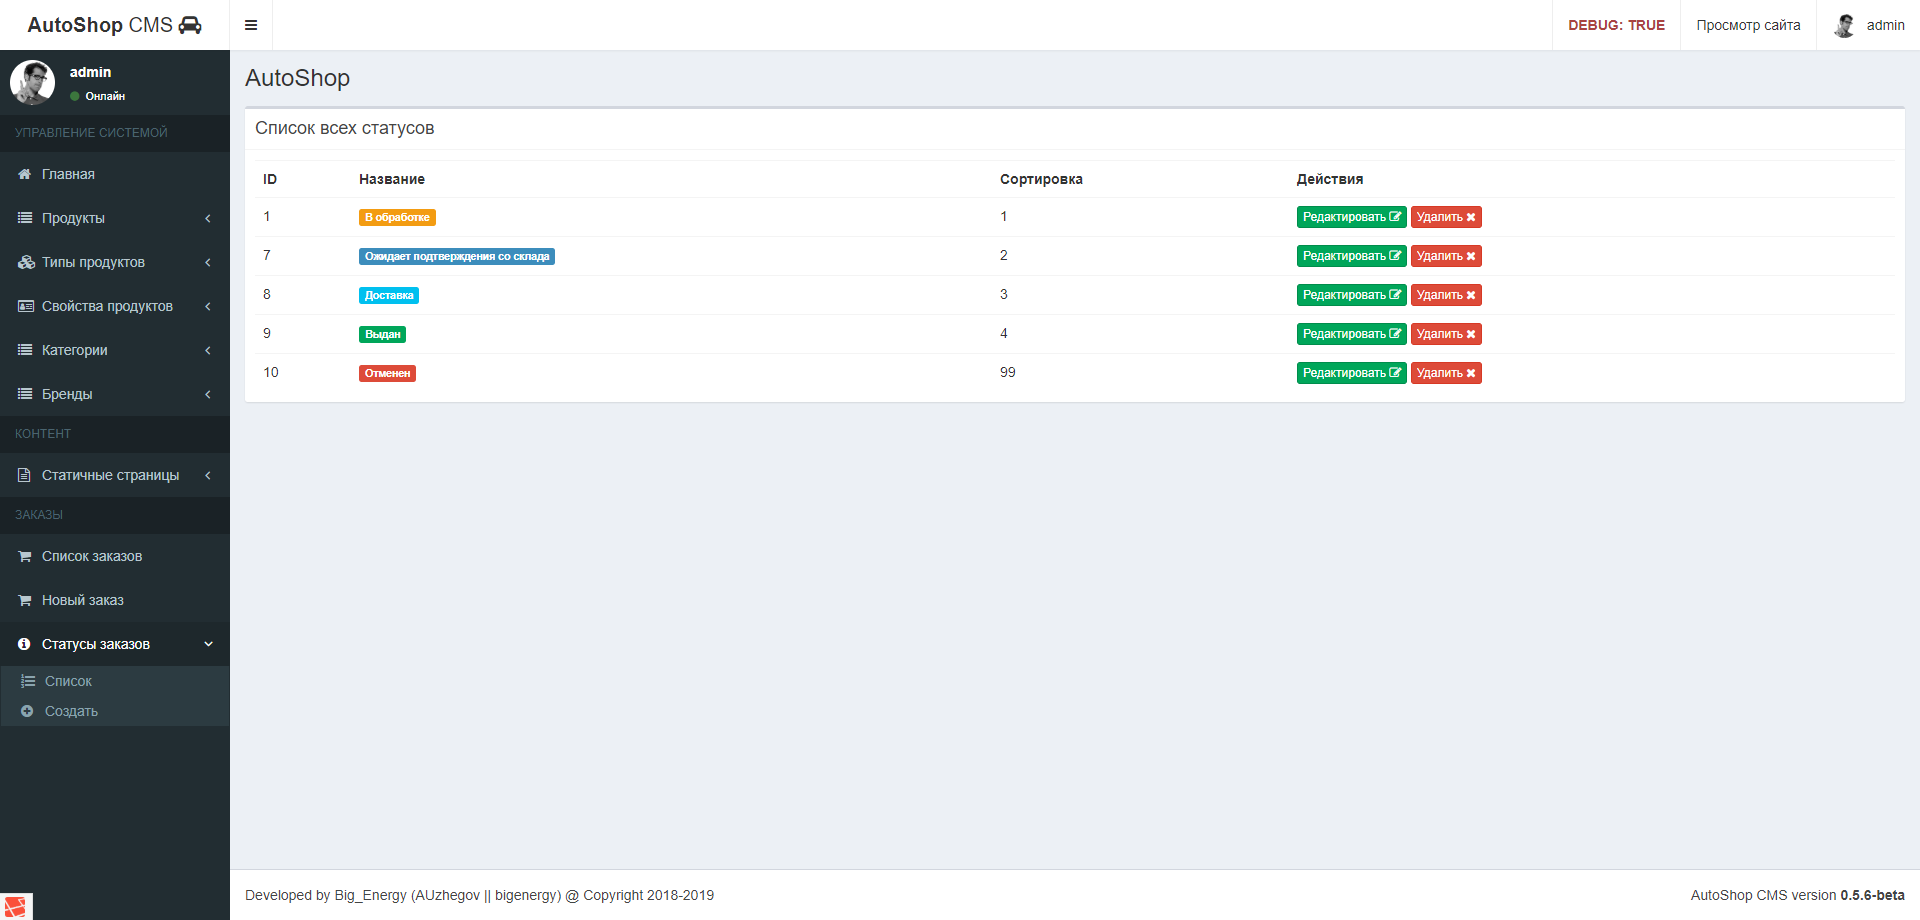 AutoShop CMS
DEBUG: TRUE
Просмотр сайта
admin
admin
Онлайн
УПРАВЛЕНИЕ СИСТЕМОЙ
Главная
Продукты
Типы продуктов
Свойства продуктов
Категории
Бренды
КОНТЕНТ
Статичные страницы
ЗАКАЗЫ
Список заказов
Новый заказ
Статусы заказов
Список
Создать
AutoShop
Список всех статусов
ID Название Сортировка Действия
1 В обработке 1 Редактировать Удалить
7 Ожидает подтверждения со склада 2 Редактировать Удалить
8 Доставка 3 Редактировать Удалить
9 Выдан 4 Редактировать Удалить
10 Отменен 99 Редактировать Удалить
Developed by Big_Energy (AUzhegov || bigenergy) @ Copyright 2018-2019
AutoShop CMS version 0.5.6-beta